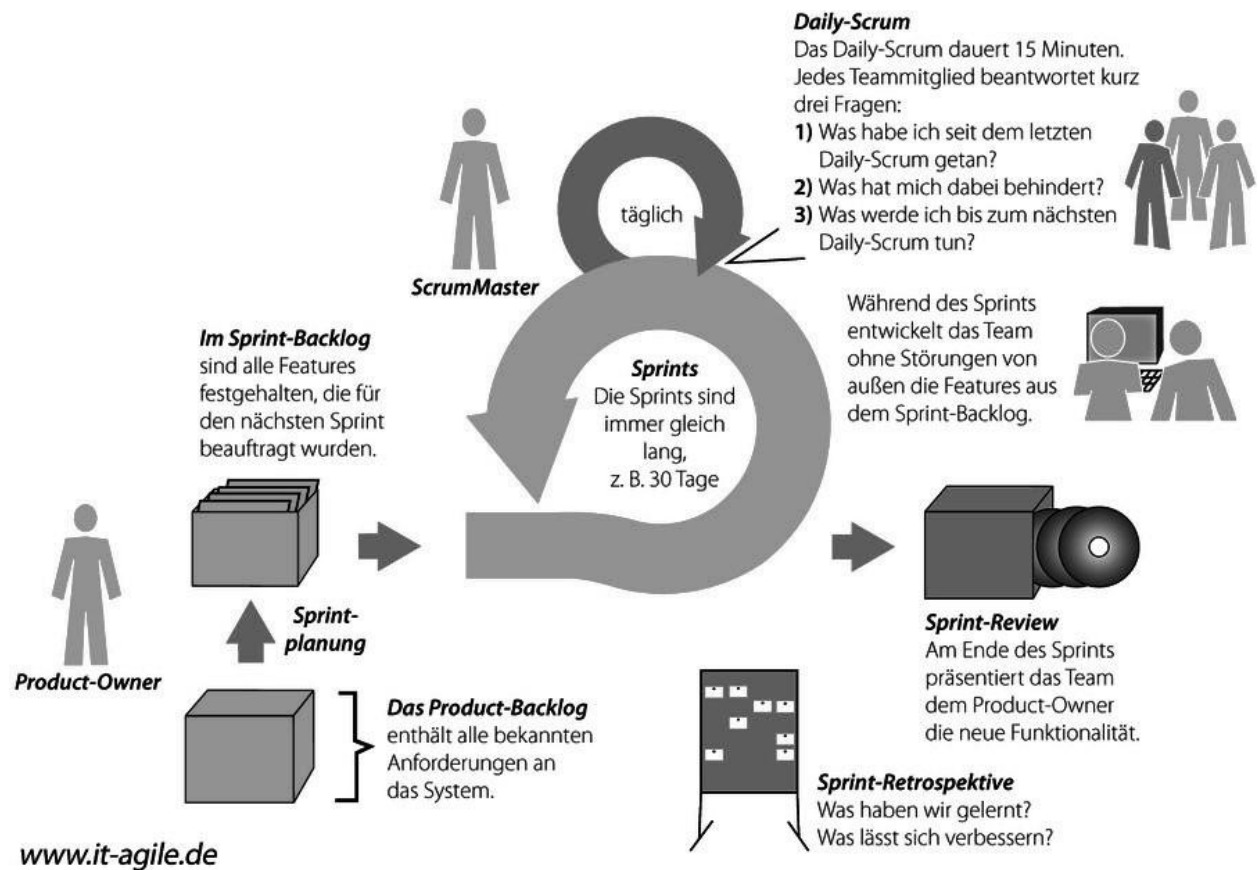 Daily-Scrum
Das Daily-Scrum dauert 15 Minuten.
Jedes Teammitglied beantwortet kurz
drei Fragen:
1) Was habe ich seit dem letzten
Daily-Scrum getan?
2) Was hat mich dabei behindert?
3) Was werde ich bis zum nächsten
Daily-Scrum tun?
täglich
ScrumMaster
Während des Sprints
entwickelt das Team
ohne Störungen von
außen die Features aus
dem Sprint-Backlog.
Im Sprint-Backlog
sind alle Features
festgehalten, die für
den nächsten Sprint
beauftragt wurden.
Sprints
Die Sprints sind
immer gleich
lang,
z. B. 30 Tage
Sprint-
planung
Product-Owner
Das Product-Backlog
enthält alle bekannten
Anforderungen an
das System.
Sprint-Review
Am Ende des Sprints
präsentiert das Team
dem Product-Owner
die neue Funktionalität.
Sprint-Retrospektive
Was haben wir gelernt?
Was lässt sich verbessern?
www.it-agile.de